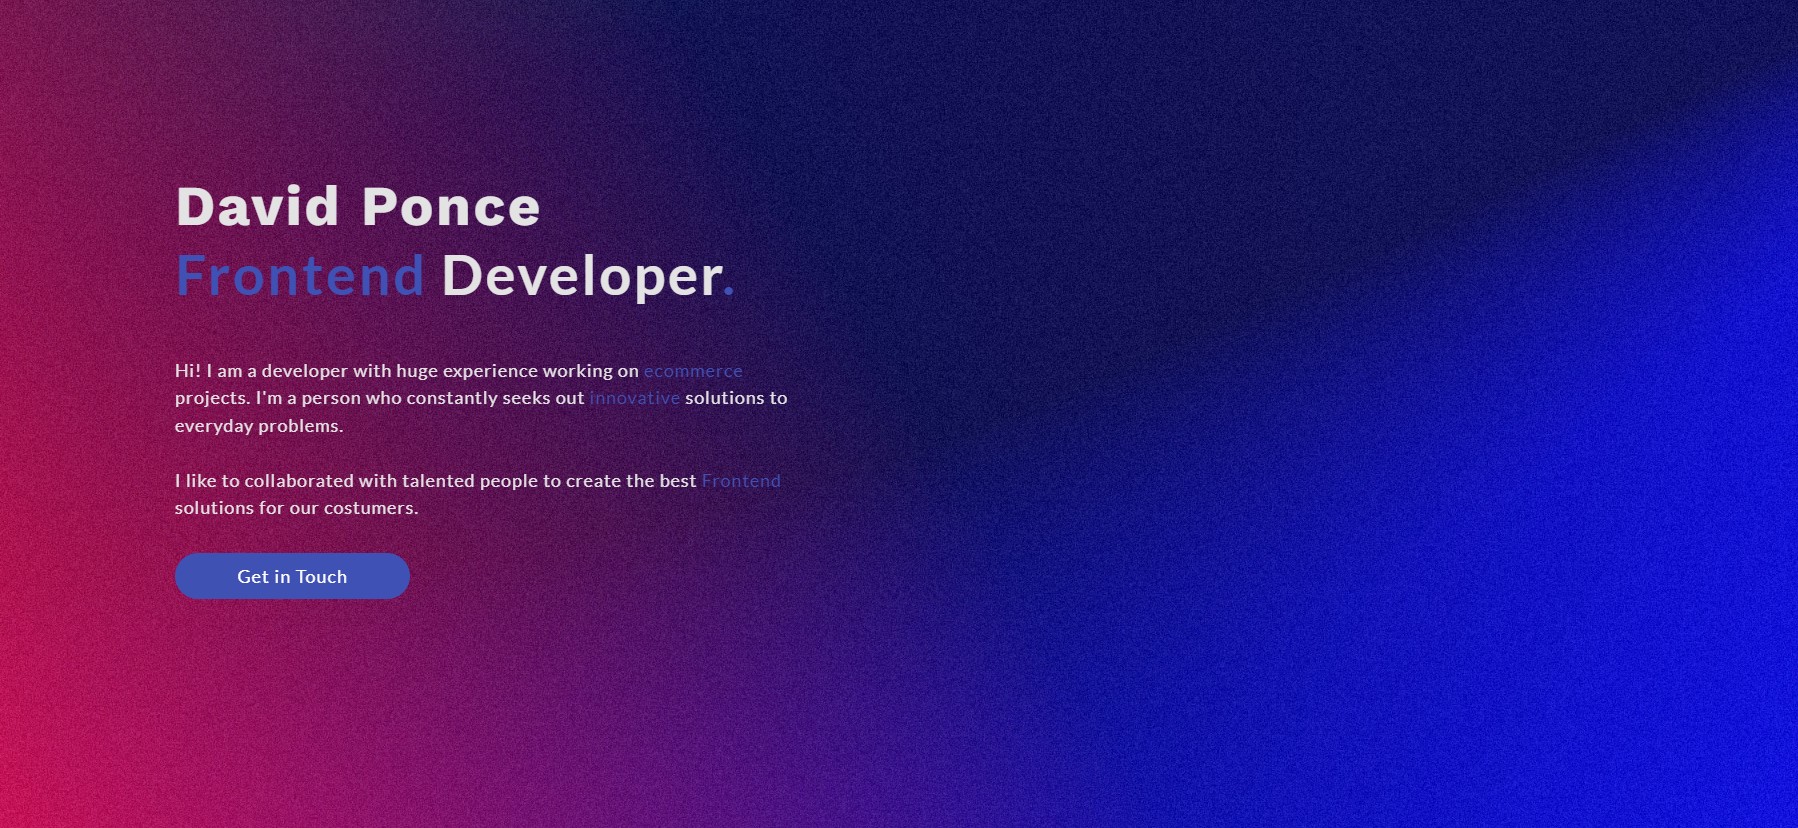 David Ponce
Frontend Developer.
Hi! I am a developer with huge experience working on ecommerce
projects. I'm a person who constantly seeks out innovative solutions to
everyday problems.
I like to collaborated with talented people to create the best Frontend
solutions for our costumers.
Get in Touch